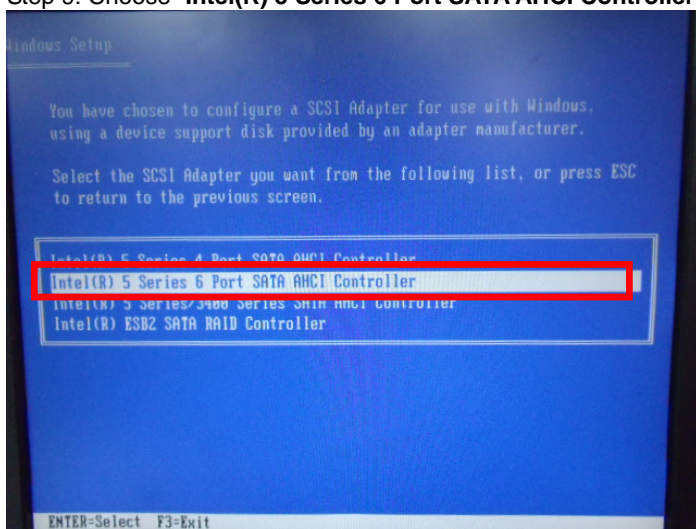 Step 9: Choose "Intel(R) 5 Series 6 Port SATA AHCI Controller
Windows Setup
You have chosen to configure a SCSI Adapter for use with Windows,
using a device support disk provided by an adapter manufacturer.
Select the SCSI Adapter you want from the following list, or press ESC
to return to the previous screen.
Intel(R) 5 Series 4 Port SATA AHCI Controller
Intel(R) 5 Series 6 Port SATA AHCI Controller
Intel(R) 5 Series/3400 Series SATA AHCI Controller
Intel(R) ESB2 SATA RAID Controller
ENTER=Select F3=Exit